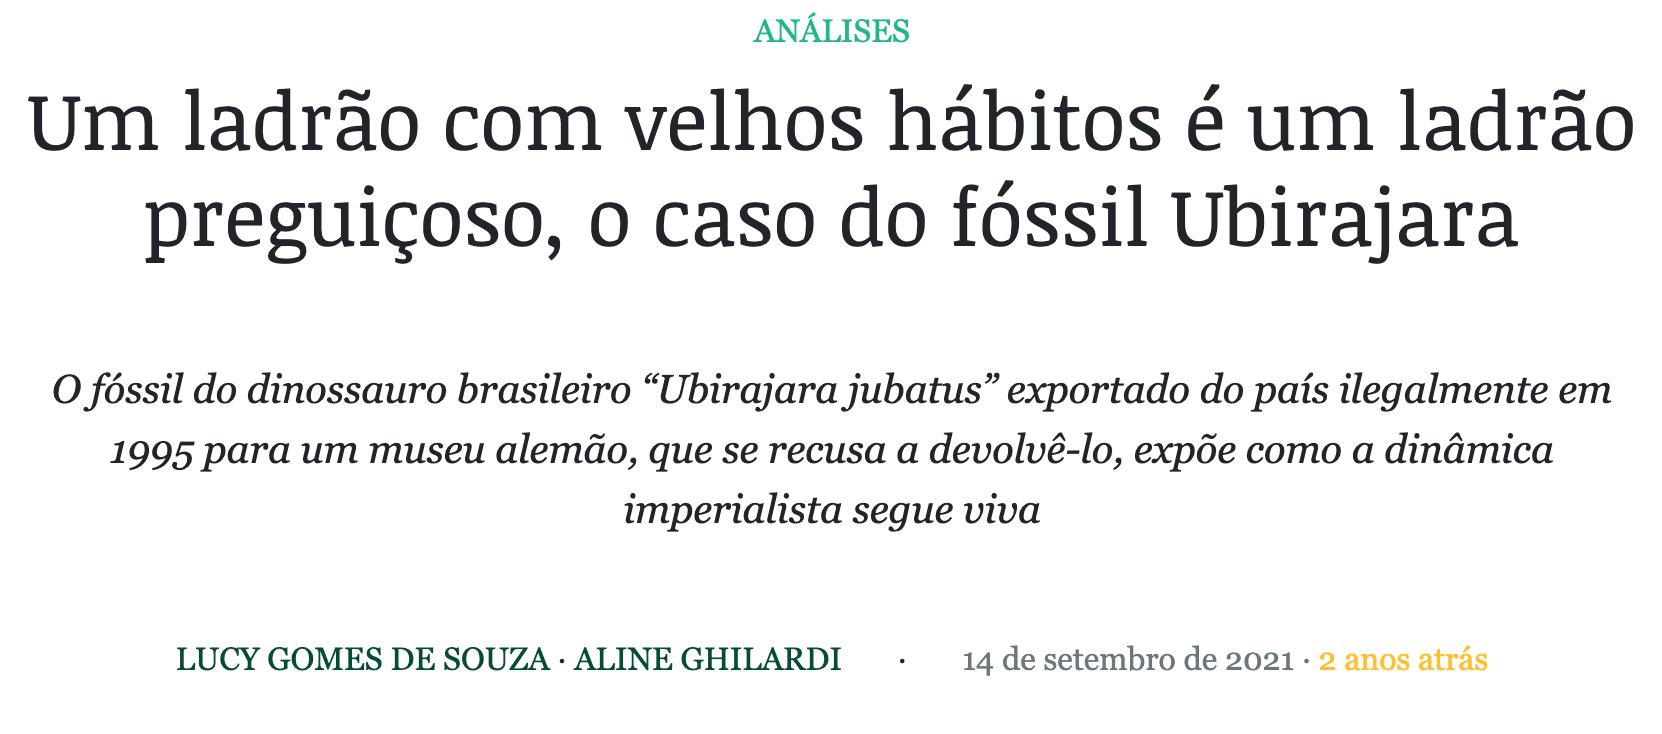 ANÁLISES
Um ladrão com velhos hábitos é um ladrão
preguiçoso, o caso do fóssil Ubirajara
O fóssil do dinossauro brasileiro “Ubirajara jubatus” exportado do país ilegalmente em
1995 para um museu alemão, que se recusa a devolvê-lo, expõe como a dinâmica
imperialista segue viva
LUCY GOMES DE SOUZA · ALINE GHILARDI · 14 de setembro de 2021 · 2 anos atrás